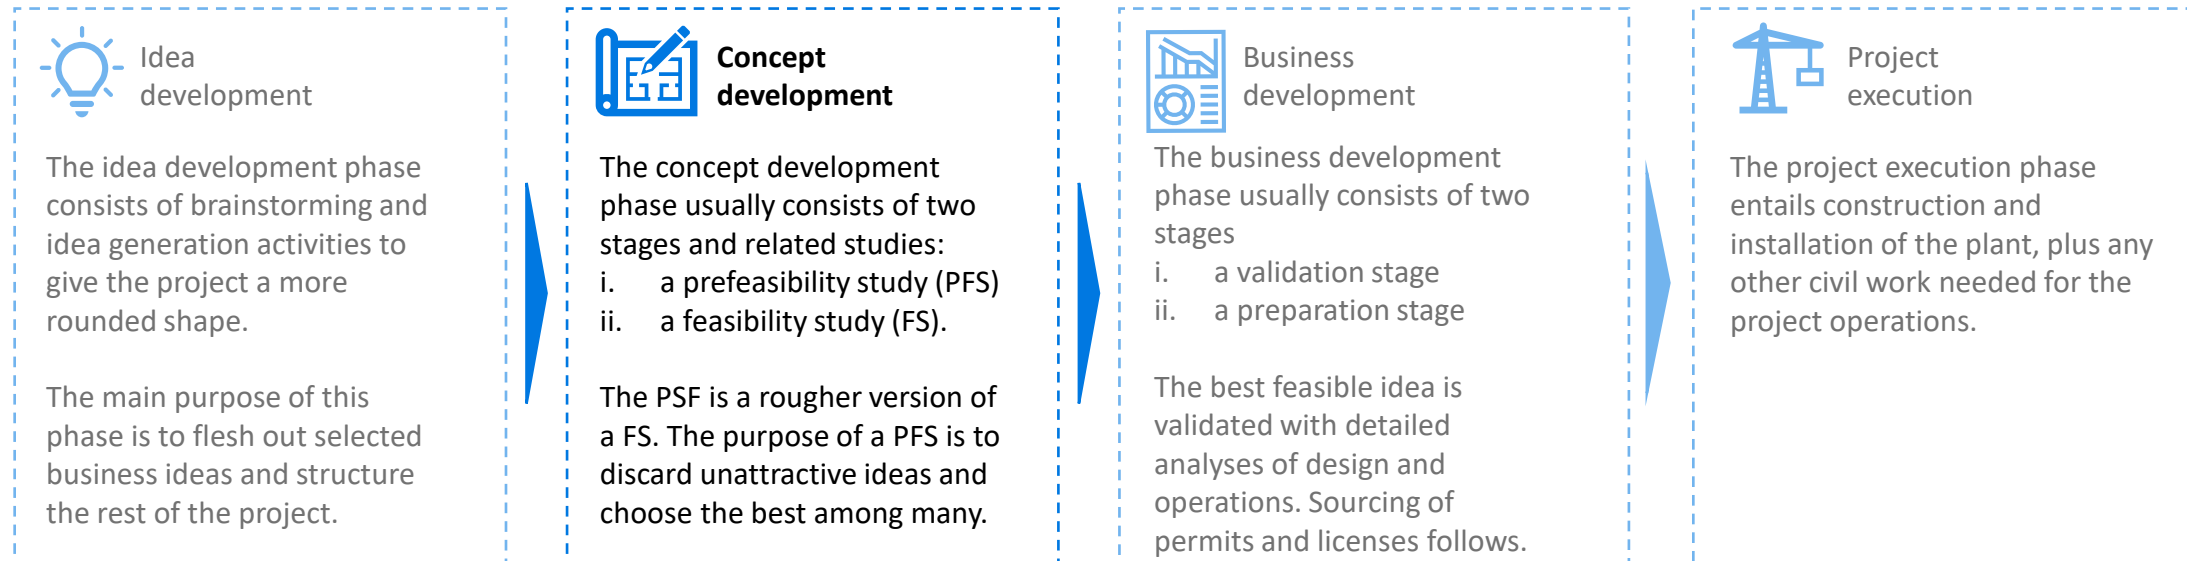 Idea
development
The idea development phase
consists of brainstorming and
idea generation activities to
give the project a more
rounded shape.
The main purpose of this
phase is to flesh out selected
business ideas and structure
the rest of the project.
Concept
development
The concept development
phase usually consists of two
stages and related studies:
i. a prefeasibility study (PFS)
ii. a feasibility study (FS).
The PSF is a rougher version of
a FS. The purpose of a PFS is to
discard unattractive ideas and
choose the best among many.
Business
development
The business development
phase usually consists of two
stages
i. a validation stage
ii. a preparation stage
The best feasible idea is
validated with detailed
analyses of design and
operations. Sourcing of
permits and licenses follows.
Project
execution
The project execution phase
entails construction and
installation of the plant, plus any
other civil work needed for the
project operations.